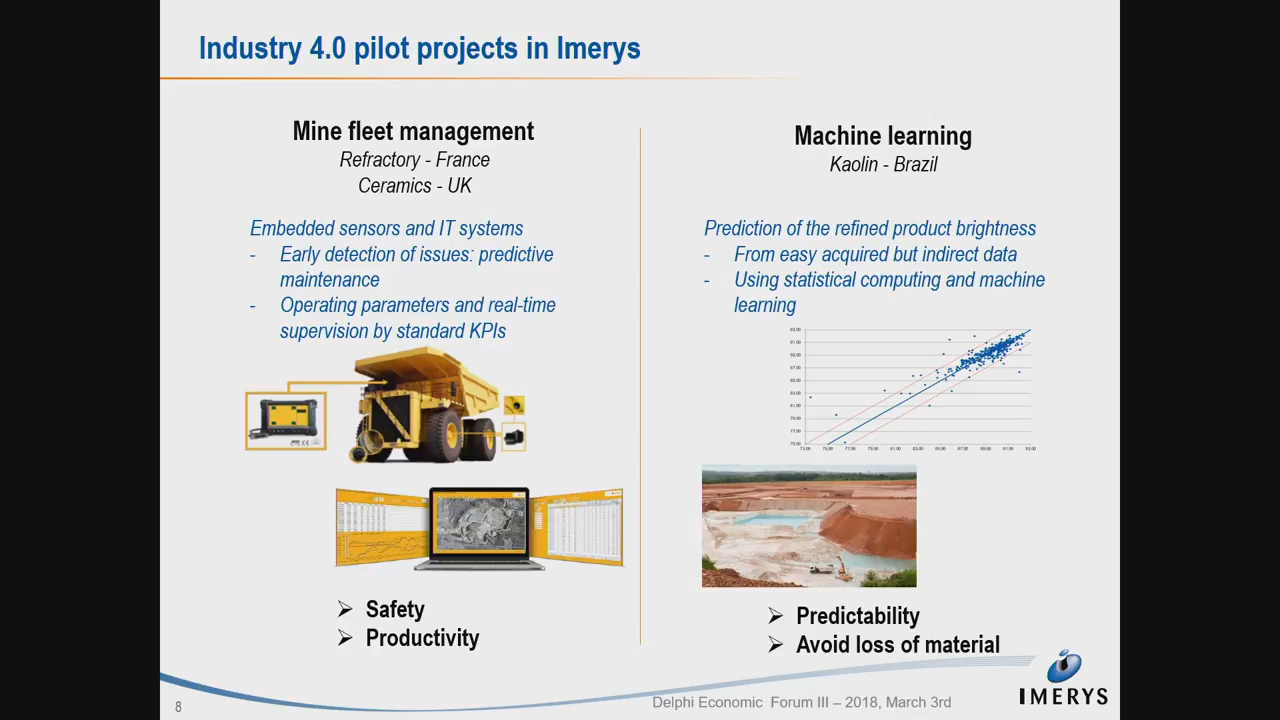 Industry 4.0 pilot projects in Imerys
Mine fleet management
Refractory - France
Ceramics - UK
Embedded sensors and IT systems
- Early detection of issues: predictive
maintenance
- Operating parameters and real-time
supervision by standard KPIs
Safety
Productivity
Machine learning
Kaolin - Brazil
Prediction of the refined product brightness
- From easy acquired but indirect data
- Using statistical computing and machine
learning
Predictability
Avoid loss of material
8
Delphi Economic Forum III – 2018, March 3rd
IMERYS